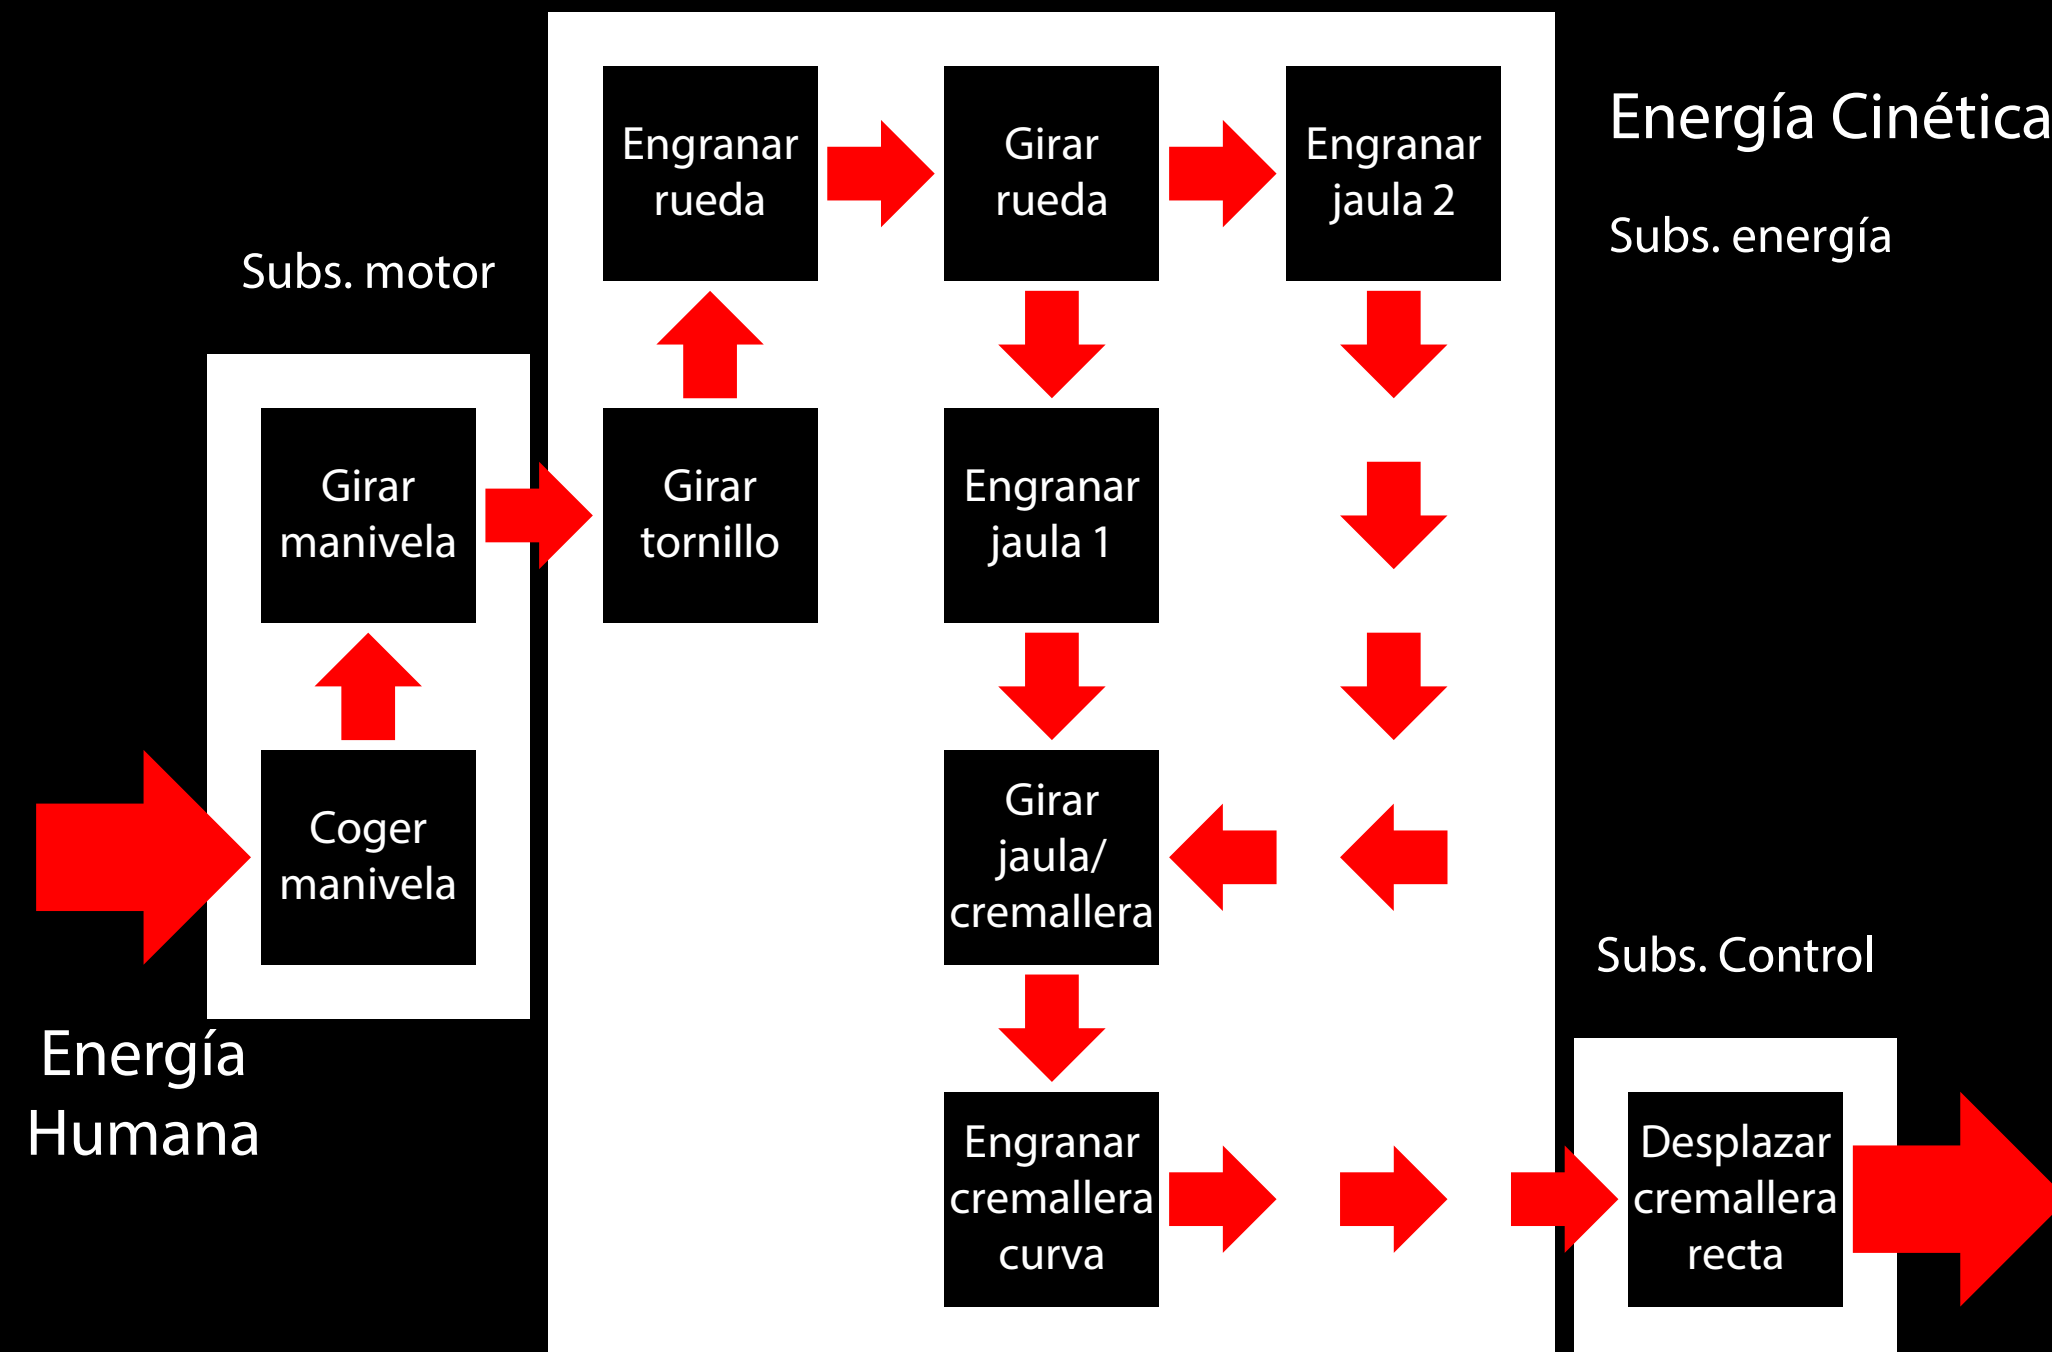 Engranar
rueda
Girar
rueda
Engranar
jaula 2
Energía Cinética
Subs. energía
Subs. motor
Girar
manivela
Girar
tornillo
Engranar
jaula 1
Coger
manivela
Girar
jaula/
cremallera
Subs. Control
Energía
Humana
Engranar
cremallera
curva
Desplazar
cremallera
recta